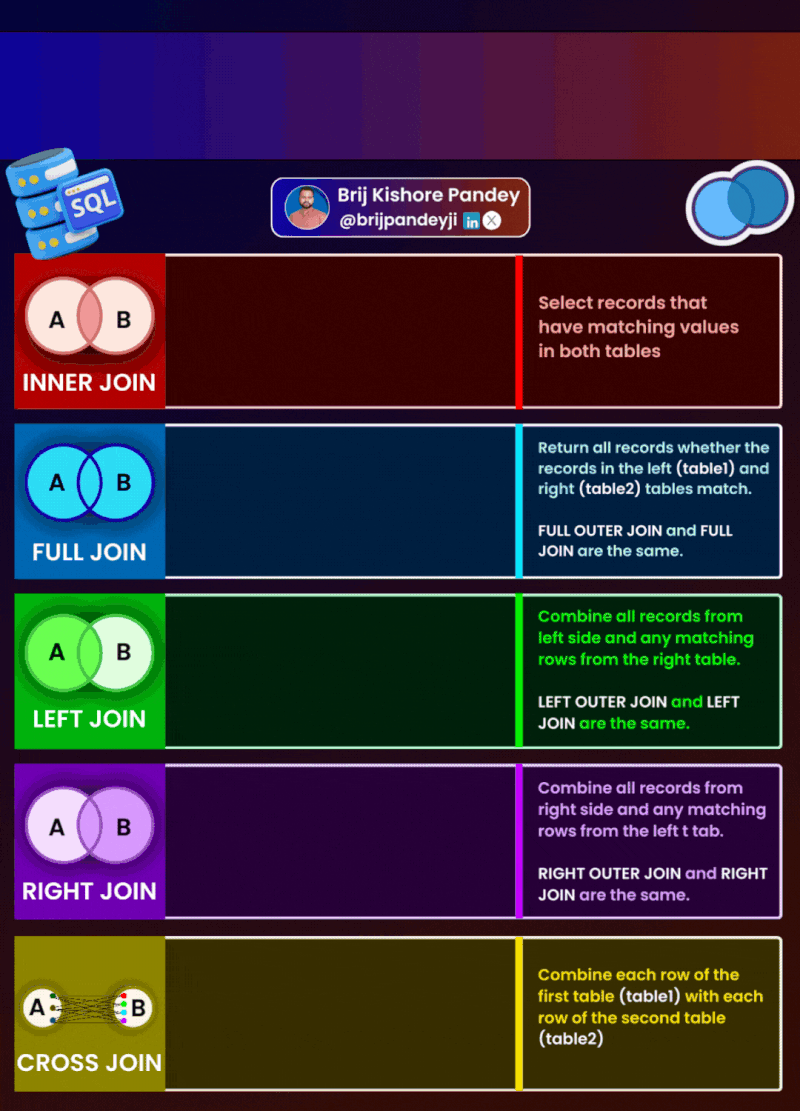 SQL
Brij Kishore Pandey
@brijpandeyji in X
A B
INNER JOIN
Select records that
have matching values
in both tables
A B
FULL JOIN
Return all records whether the
records in the left (table1) and
right (table2) tables match.
FULL OUTER JOIN and FULL
JOIN are the same.
A B
LEFT JOIN
Combine all records from
left side and any matching
rows from the right table.
LEFT OUTER JOIN and LEFT
JOIN are the same.
A B
RIGHT JOIN
Combine all records from
right side and any matching
rows from the left t tab.
RIGHT OUTER JOIN and RIGHT
JOIN are the same.
A B
CROSS JOIN
Combine each row of the
first table (table1) with each
row of the second table
(table2)